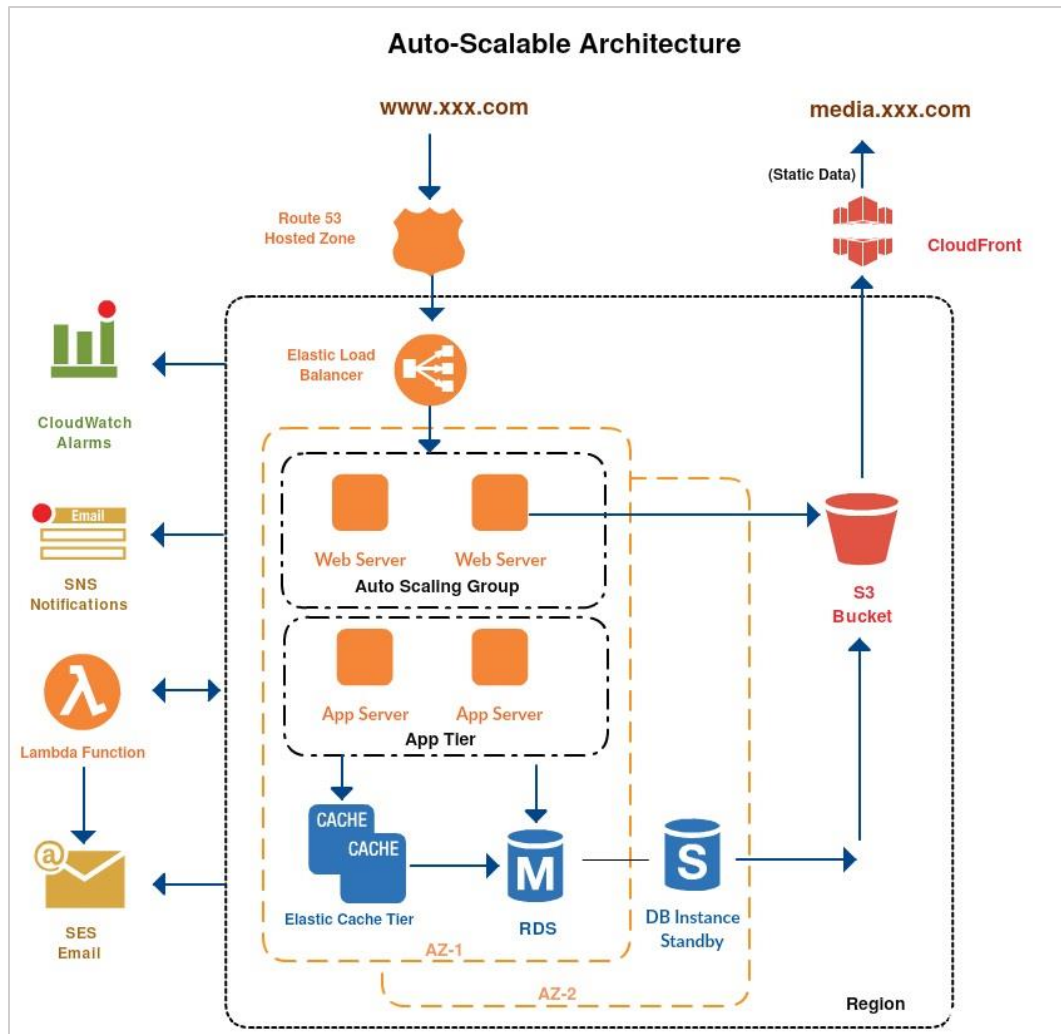 Auto-Scalable Architecture
www.xxx.com
media.xxx.com
(Static Data)
Route 53
Hosted Zone
CloudFront
Elastic Load
Balancer
CloudWatch
Alarms
Email
SNS
Notifications
Web Server
Web Server
Auto Scaling Group
S3
Bucket
App Server
App Server
App Tier
λ
Lambda Function
CACHE
CACHE
Elastic Cache Tier
M
RDS
S
DB Instance
Standby
@
SES
Email
AZ-1
AZ-2
Region